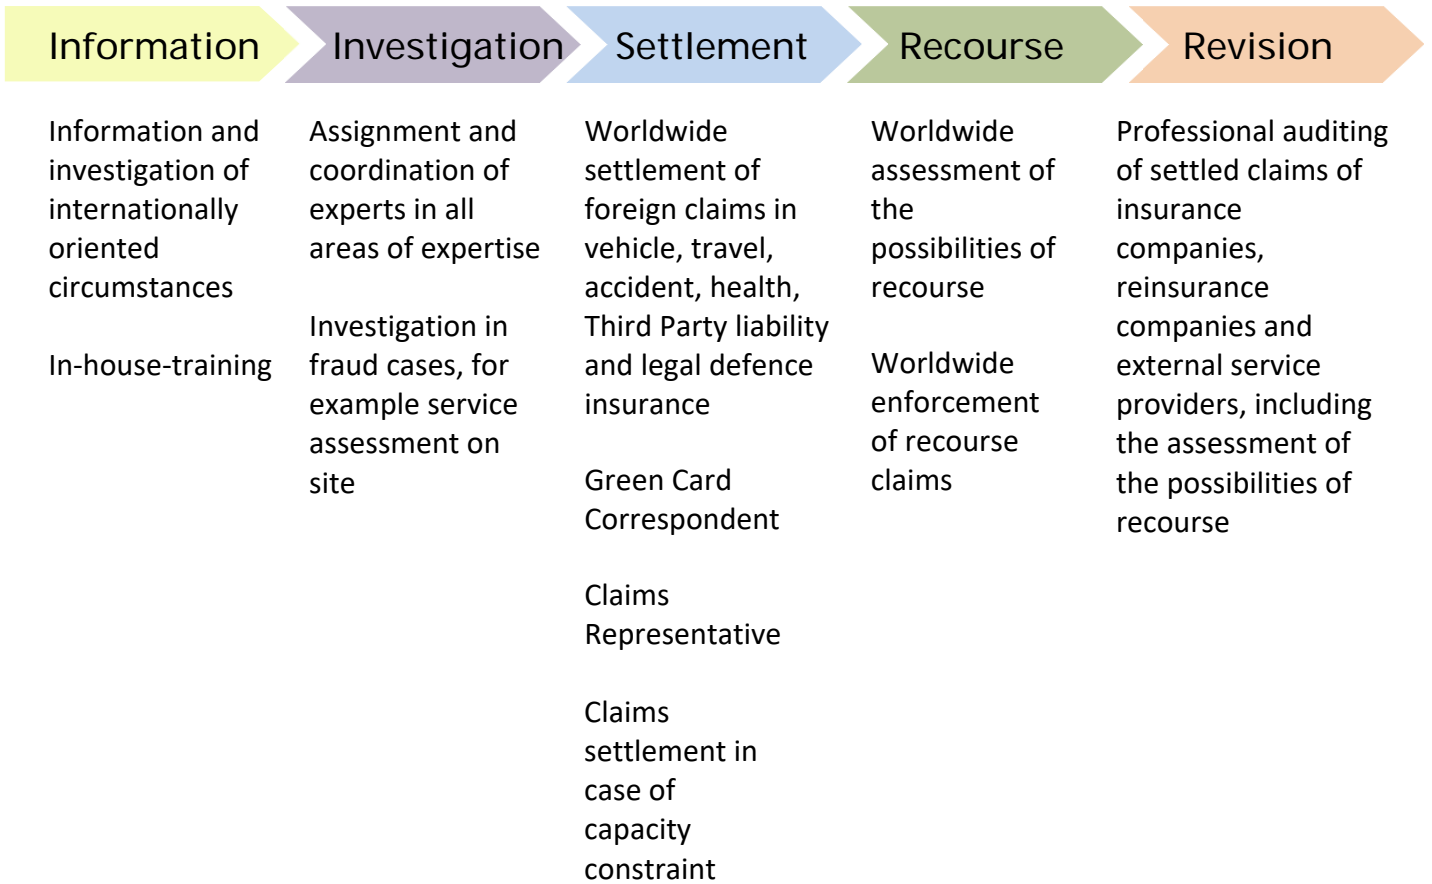 Information
Investigation
Settlement
Recourse
Revision
Information and
investigation of
internationally
oriented
circumstances
In-house-training
Assignment and
coordination of
experts in all
areas of expertise
Investigation in
fraud cases, for
example service
assessment on
site
Worldwide
settlement of
foreign claims in
vehicle, travel,
accident, health,
Third Party liability
and legal defence
insurance
Green Card
Correspondent
Claims
Representative
Claims
settlement in
case of
capacity
constraint
Worldwide
assessment of
the
possibilities of
recourse
Worldwide
enforcement
of recourse
claims
Professional auditing
of settled claims of
insurance
companies,
reinsurance
companies and
external service
providers, including
the assessment of
the possibilities of
recourse